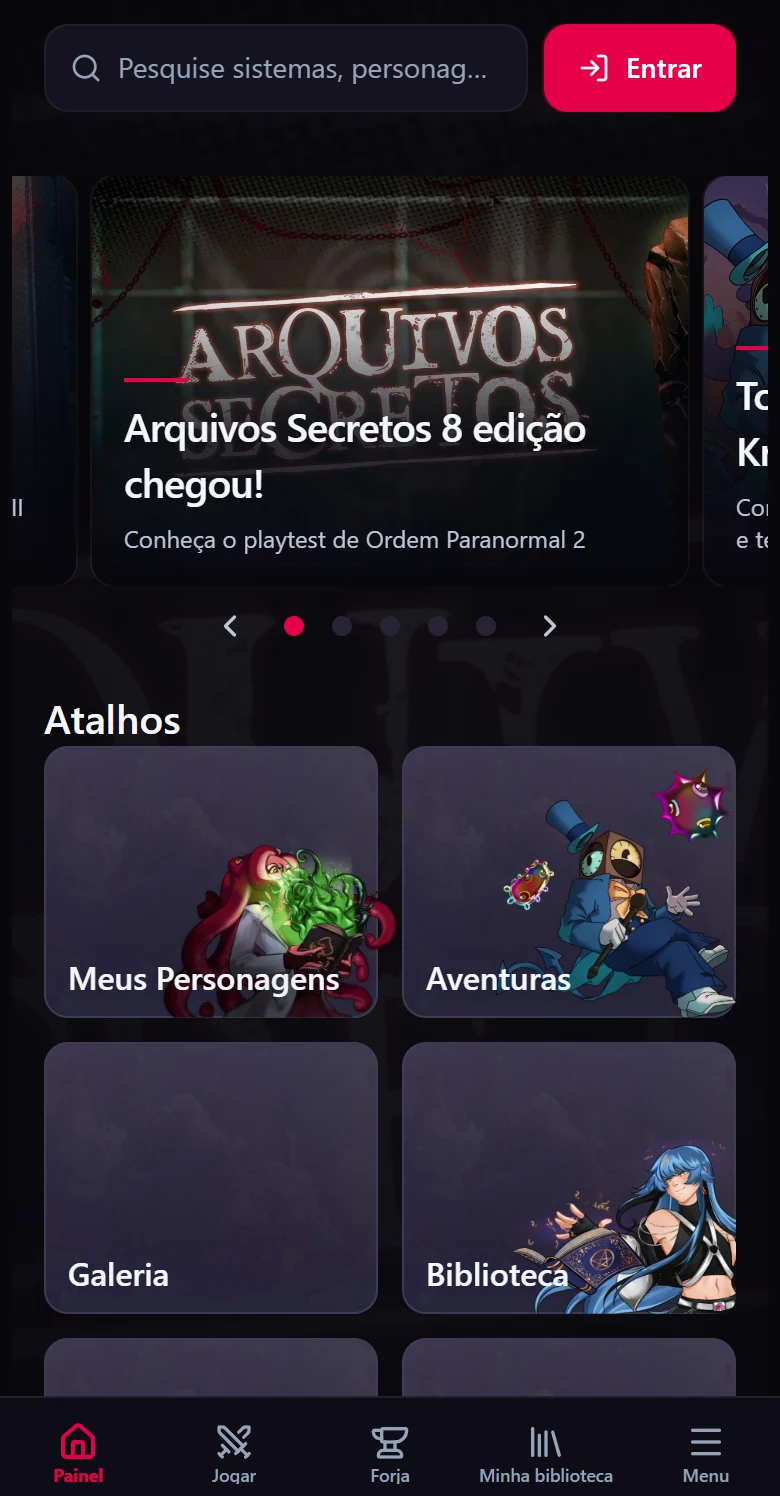 Pesquise sistemas, personag...
Entrar
ARQUIVOS
SECRETOS
Arquivos Secretos 8 edição
chegou!
Conheça o playtest de Ordem Paranormal 2
Atalhos
Meus Personagens
Aventuras
Galeria
Biblioteca
Painel
Jogar
Forja
Minha biblioteca
Menu